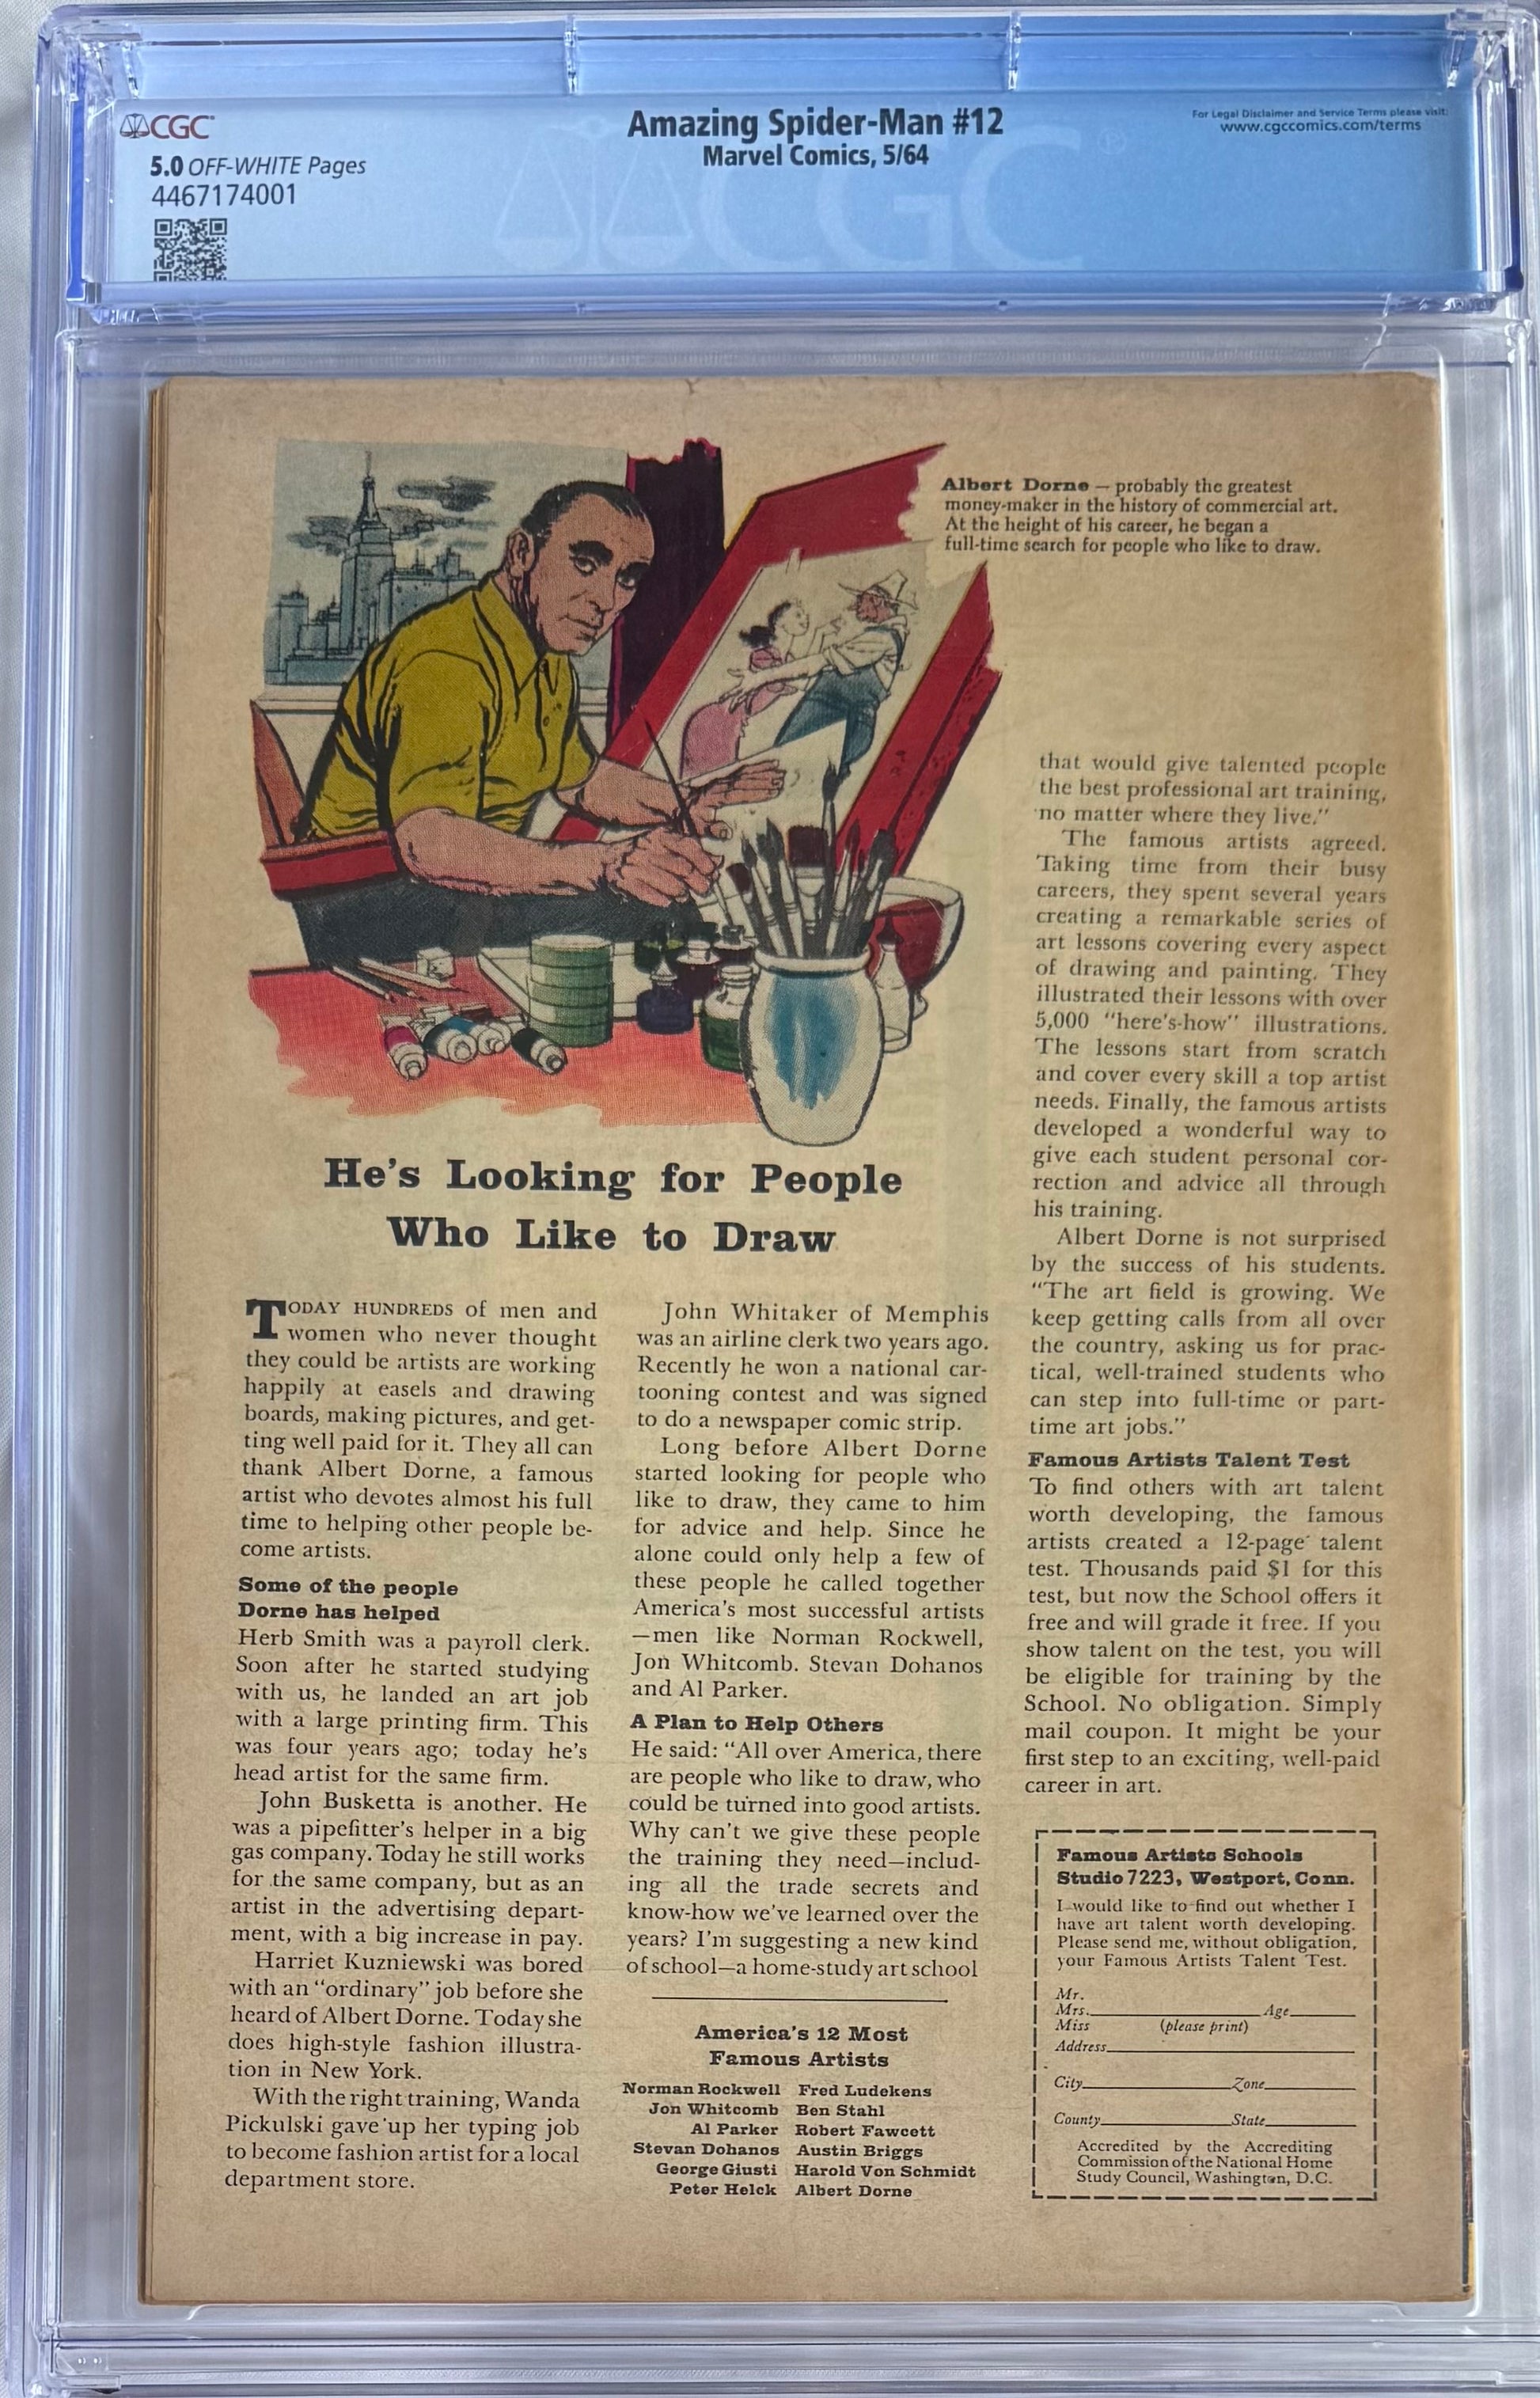 CGC
5.0 OFF-WHITE Pages
4467174001
Amazing Spider-Man #12
Marvel Comics, 5/64
For Legal Disclaimer and Service Terms please visit:
www.cgccomics.com/terms
CGC
Albert Dorne — probably the greatest
money-maker in the history of commercial art.
At the height of his career, he began a
full-time search for people who like to draw.
He's Looking for People
Who Like to Draw
TODAY HUNDREDS of men and
women who never thought
they could be artists are working
happily at easels and drawing
boards, making pictures, and get-
ting well paid for it. They all can
thank Albert Dorne, a famous
artist who devotes almost his full
time to helping other people be-
come artists.
Some of the people
Dorne has helped
Herb Smith was a payroll clerk.
Soon after he started studying
with us, he landed an art job
with a large printing firm. This
was four years ago; today he's
head artist for the same firm.
John Busketta is another. He
was a pipefitter's helper in a big
gas company. Today he still works
for the same company, but as an
artist in the advertising depart-
ment, with a big increase in pay.
Harriet Kuzniewski was bored
with an "ordinary" job before she
heard of Albert Dorne. Today she
does high-style fashion illustra-
tion in New York.
With the right training, Wanda
Pickulski gave up her typing job
to become fashion artist for a local
department store.
John Whitaker of Memphis
was an airline clerk two years ago.
Recently he won a national car-
tooning contest and was signed
to do a newspaper comic strip.
Long before Albert Dorne
started looking for people who
like to draw, they came to him
for advice and help. Since he
alone could only help a few of
these people he called together
America's most successful artists
—men like Norman Rockwell,
Jon Whitcomb. Stevan Dohanos
and Al Parker.
A Plan to Help Others
He said: "All over America, there
are people who like to draw, who
could be turned into good artists.
Why can't we give these people
the training they need—includ-
ing all the trade secrets and
know-how we've learned over the
years? I'm suggesting a new kind
of school—a home-study art school
America's 12 Most
Famous Artists
Norman Rockwell Fred Ludekens
Jon Whitcomb Ben Stahl
Al Parker Robert Fawcett
Stevan Dohanos Austin Briggs
George Giusti Harold Von Schmidt
Peter Helck Albert Dorne
that would give talented people
the best professional art training,
no matter where they live."
The famous artists agreed.
Taking time from their busy
careers, they spent several years
creating a remarkable series of
art lessons covering every aspect
of drawing and painting. They
illustrated their lessons with over
5,000 "here's-how" illustrations.
The lessons start from scratch
and cover every skill a top artist
needs. Finally, the famous artists
developed a wonderful way to
give each student personal cor-
rection and advice all through
his training.
Albert Dorne is not surprised
by the success of his students.
"The art field is growing. We
keep getting calls from all over
the country, asking us for prac-
tical, well-trained students who
can step into full-time or part-
time art jobs."
Famous Artists Talent Test
To find others with art talent
worth developing, the famous
artists created a 12-page talent
test. Thousands paid $1 for this
test, but now the School offers it
free and will grade it free. If you
show talent on the test, you will
be eligible for training by the
School. No obligation. Simply
mail coupon. It might be your
first step to an exciting, well-paid
career in art.
Famous Artists Schools
Studio 7223, Westport, Conn.
I would like to find out whether I
have art talent worth developing.
Please send me, without obligation,
your Famous Artists Talent Test.
Mr.
Mrs. Age
Miss (please print)
Address
City Zone
County State
Accredited by the Accrediting
Commission of the National Home
Study Council, Washington, D.C.